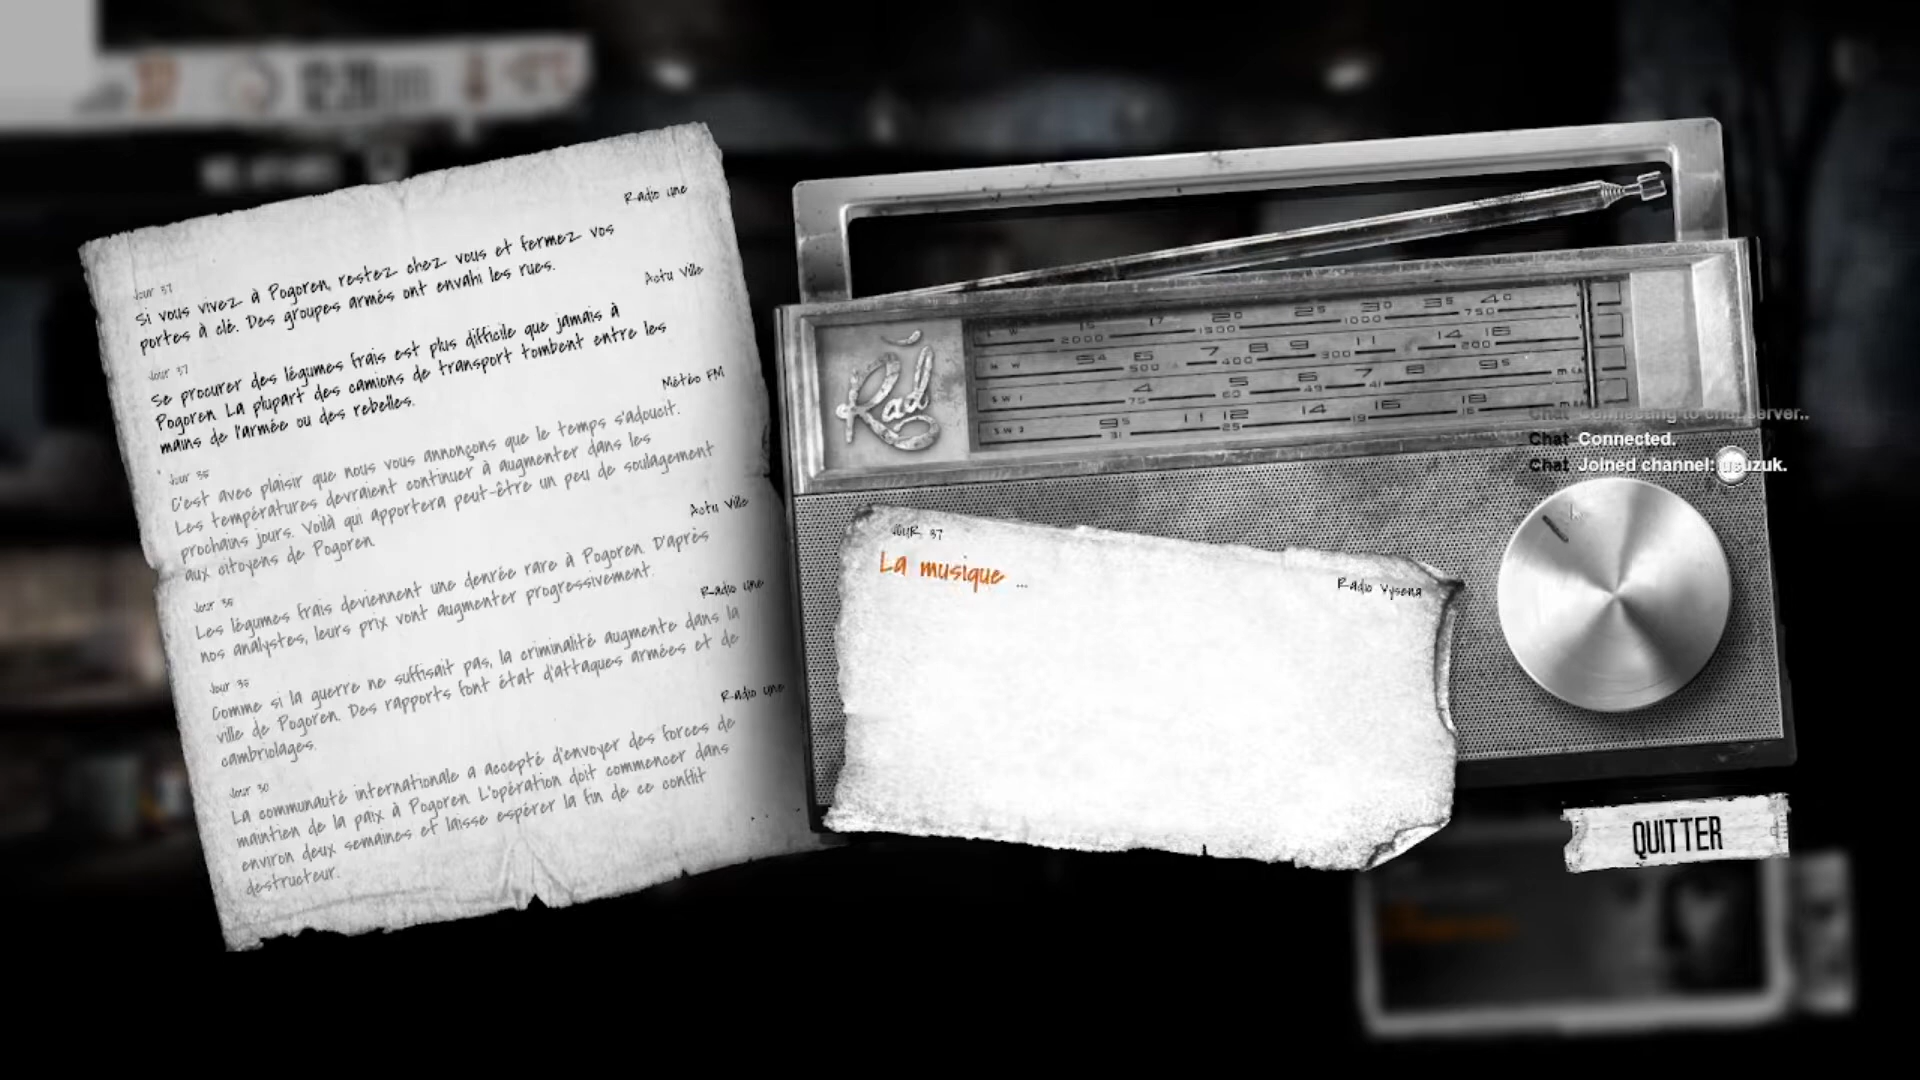 Radio une
Jour 37
Si vous vivez à Pogoren, restez chez vous et fermez vos
portes à clé. Des groupes armés ont envahi les rues.
Actu Ville
Jour 37
Se procurer des légumes frais est plus difficile que jamais à
Pogoren. La plupart des camions de transport tombent entre les
mains de l'armée ou des rebelles.
Météo FM
C'est avec plaisir que nous vous annonçons que le temps s'adoucit.
Les températures devraient continuer à augmenter dans les
prochains jours. Voilà qui apportera peut-être un peu de soulagement
aux citoyens de Pogoren.
Actu Ville
Les légumes frais deviennent une denrée rare à Pogoren. D'après
nos analystes, leurs prix vont augmenter progressivement.
Radio une
Comme si la guerre ne suffisait pas, la criminalité augmente dans la
ville de Pogoren. Des rapports font état d'attaques armées et de
cambriolages.
Radio une
Jour 30
La communauté internationale a accepté d'envoyer des forces de
maintien de la paix à Pogoren. L'opération doit commencer dans
environ deux semaines et laisse espérer la fin de ce conflit
destructeur.
Rad
JOUR 37
La musique ...
Radio Vysena
Chat Connecting to chat server..
Chat Connected.
Chat Joined channel: usuzuk.
QUITTER